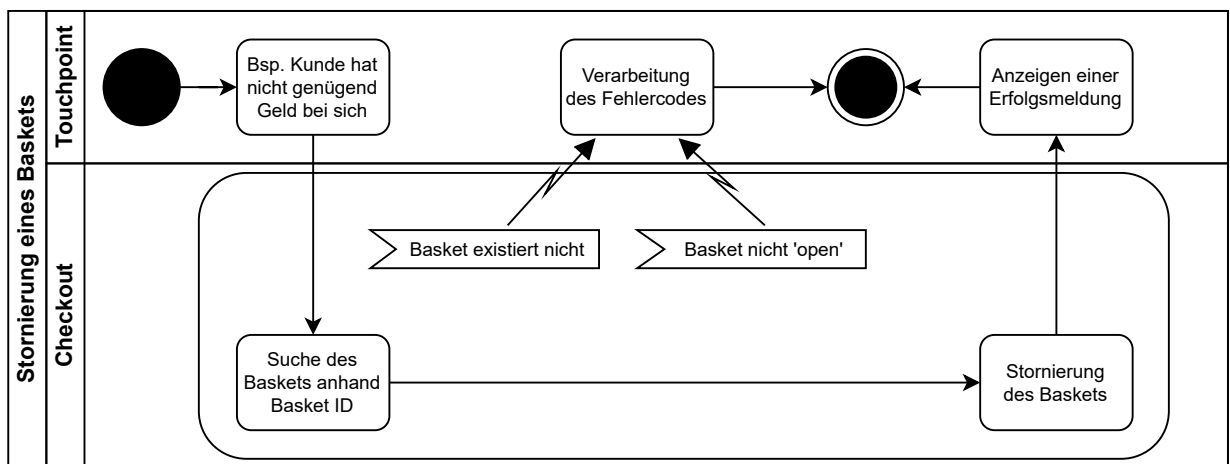 Stornierung eines Baskets
Touchpoint
Bsp. Kunde hat
nicht genügend
Geld bei sich
Verarbeitung
des Fehlercodes
Anzeigen einer
Erfolgsmeldung
Checkout
Basket existiert nicht
Basket nicht 'open'
Suche des
Baskets anhand
Basket ID
Stornierung
des Baskets